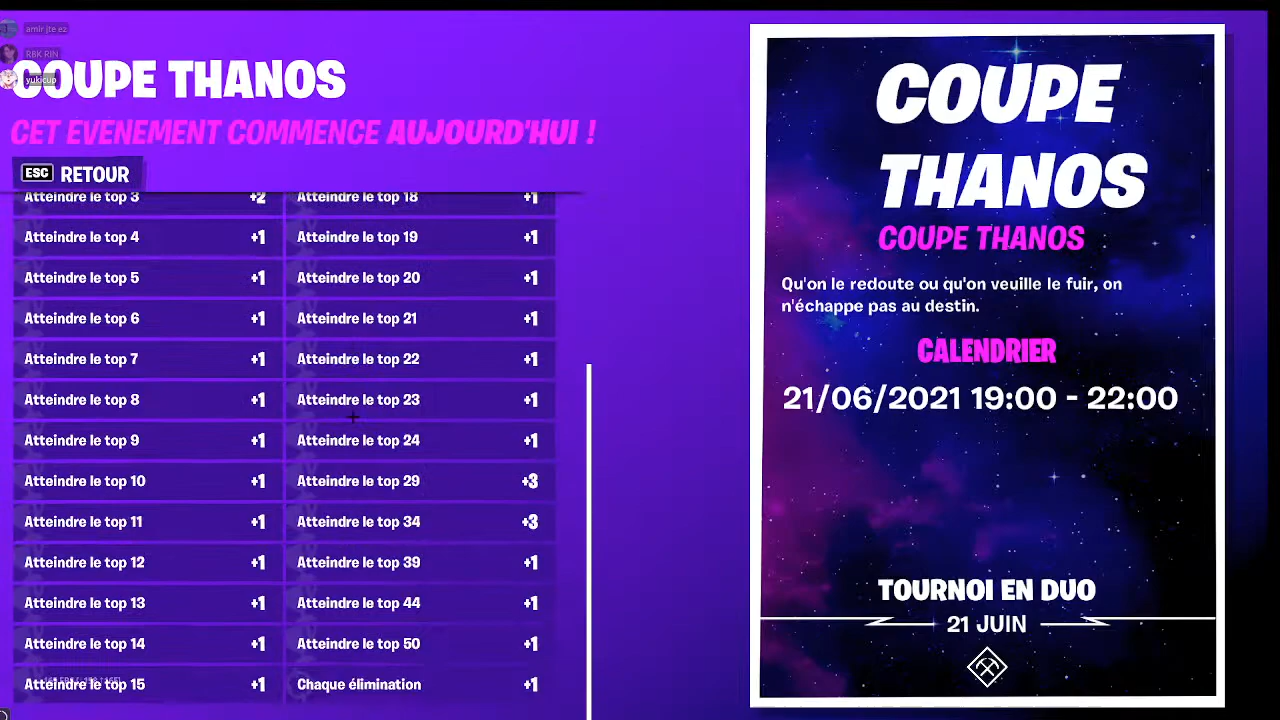 amir jte ez
RBK RIN
yukicup
COUPE THANOS
CET EVENEMENT COMMENCE AUJOURD'HUI !
ESC RETOUR
Atteindre le top 3 +2
Atteindre le top 18 +1
Atteindre le top 4 +1
Atteindre le top 19 +1
Atteindre le top 5 +1
Atteindre le top 20 +1
Atteindre le top 6 +1
Atteindre le top 21 +1
Atteindre le top 7 +1
Atteindre le top 22 +1
Atteindre le top 8 +1
Atteindre le top 23 +1
Atteindre le top 9 +1
Atteindre le top 24 +1
Atteindre le top 10 +1
Atteindre le top 29 +3
Atteindre le top 11 +1
Atteindre le top 34 +3
Atteindre le top 12 +1
Atteindre le top 39 +1
Atteindre le top 13 +1
Atteindre le top 44 +1
Atteindre le top 14 +1
Atteindre le top 50 +1
Atteindre le top 15 +1
Chaque élimination +1
COUPE
THANOS
COUPE THANOS
Qu'on le redoute ou qu'on veuille le fuir, on
n'échappe pas au destin.
CALENDRIER
21/06/2021 19:00 - 22:00
TOURNOI EN DUO
21 JUIN